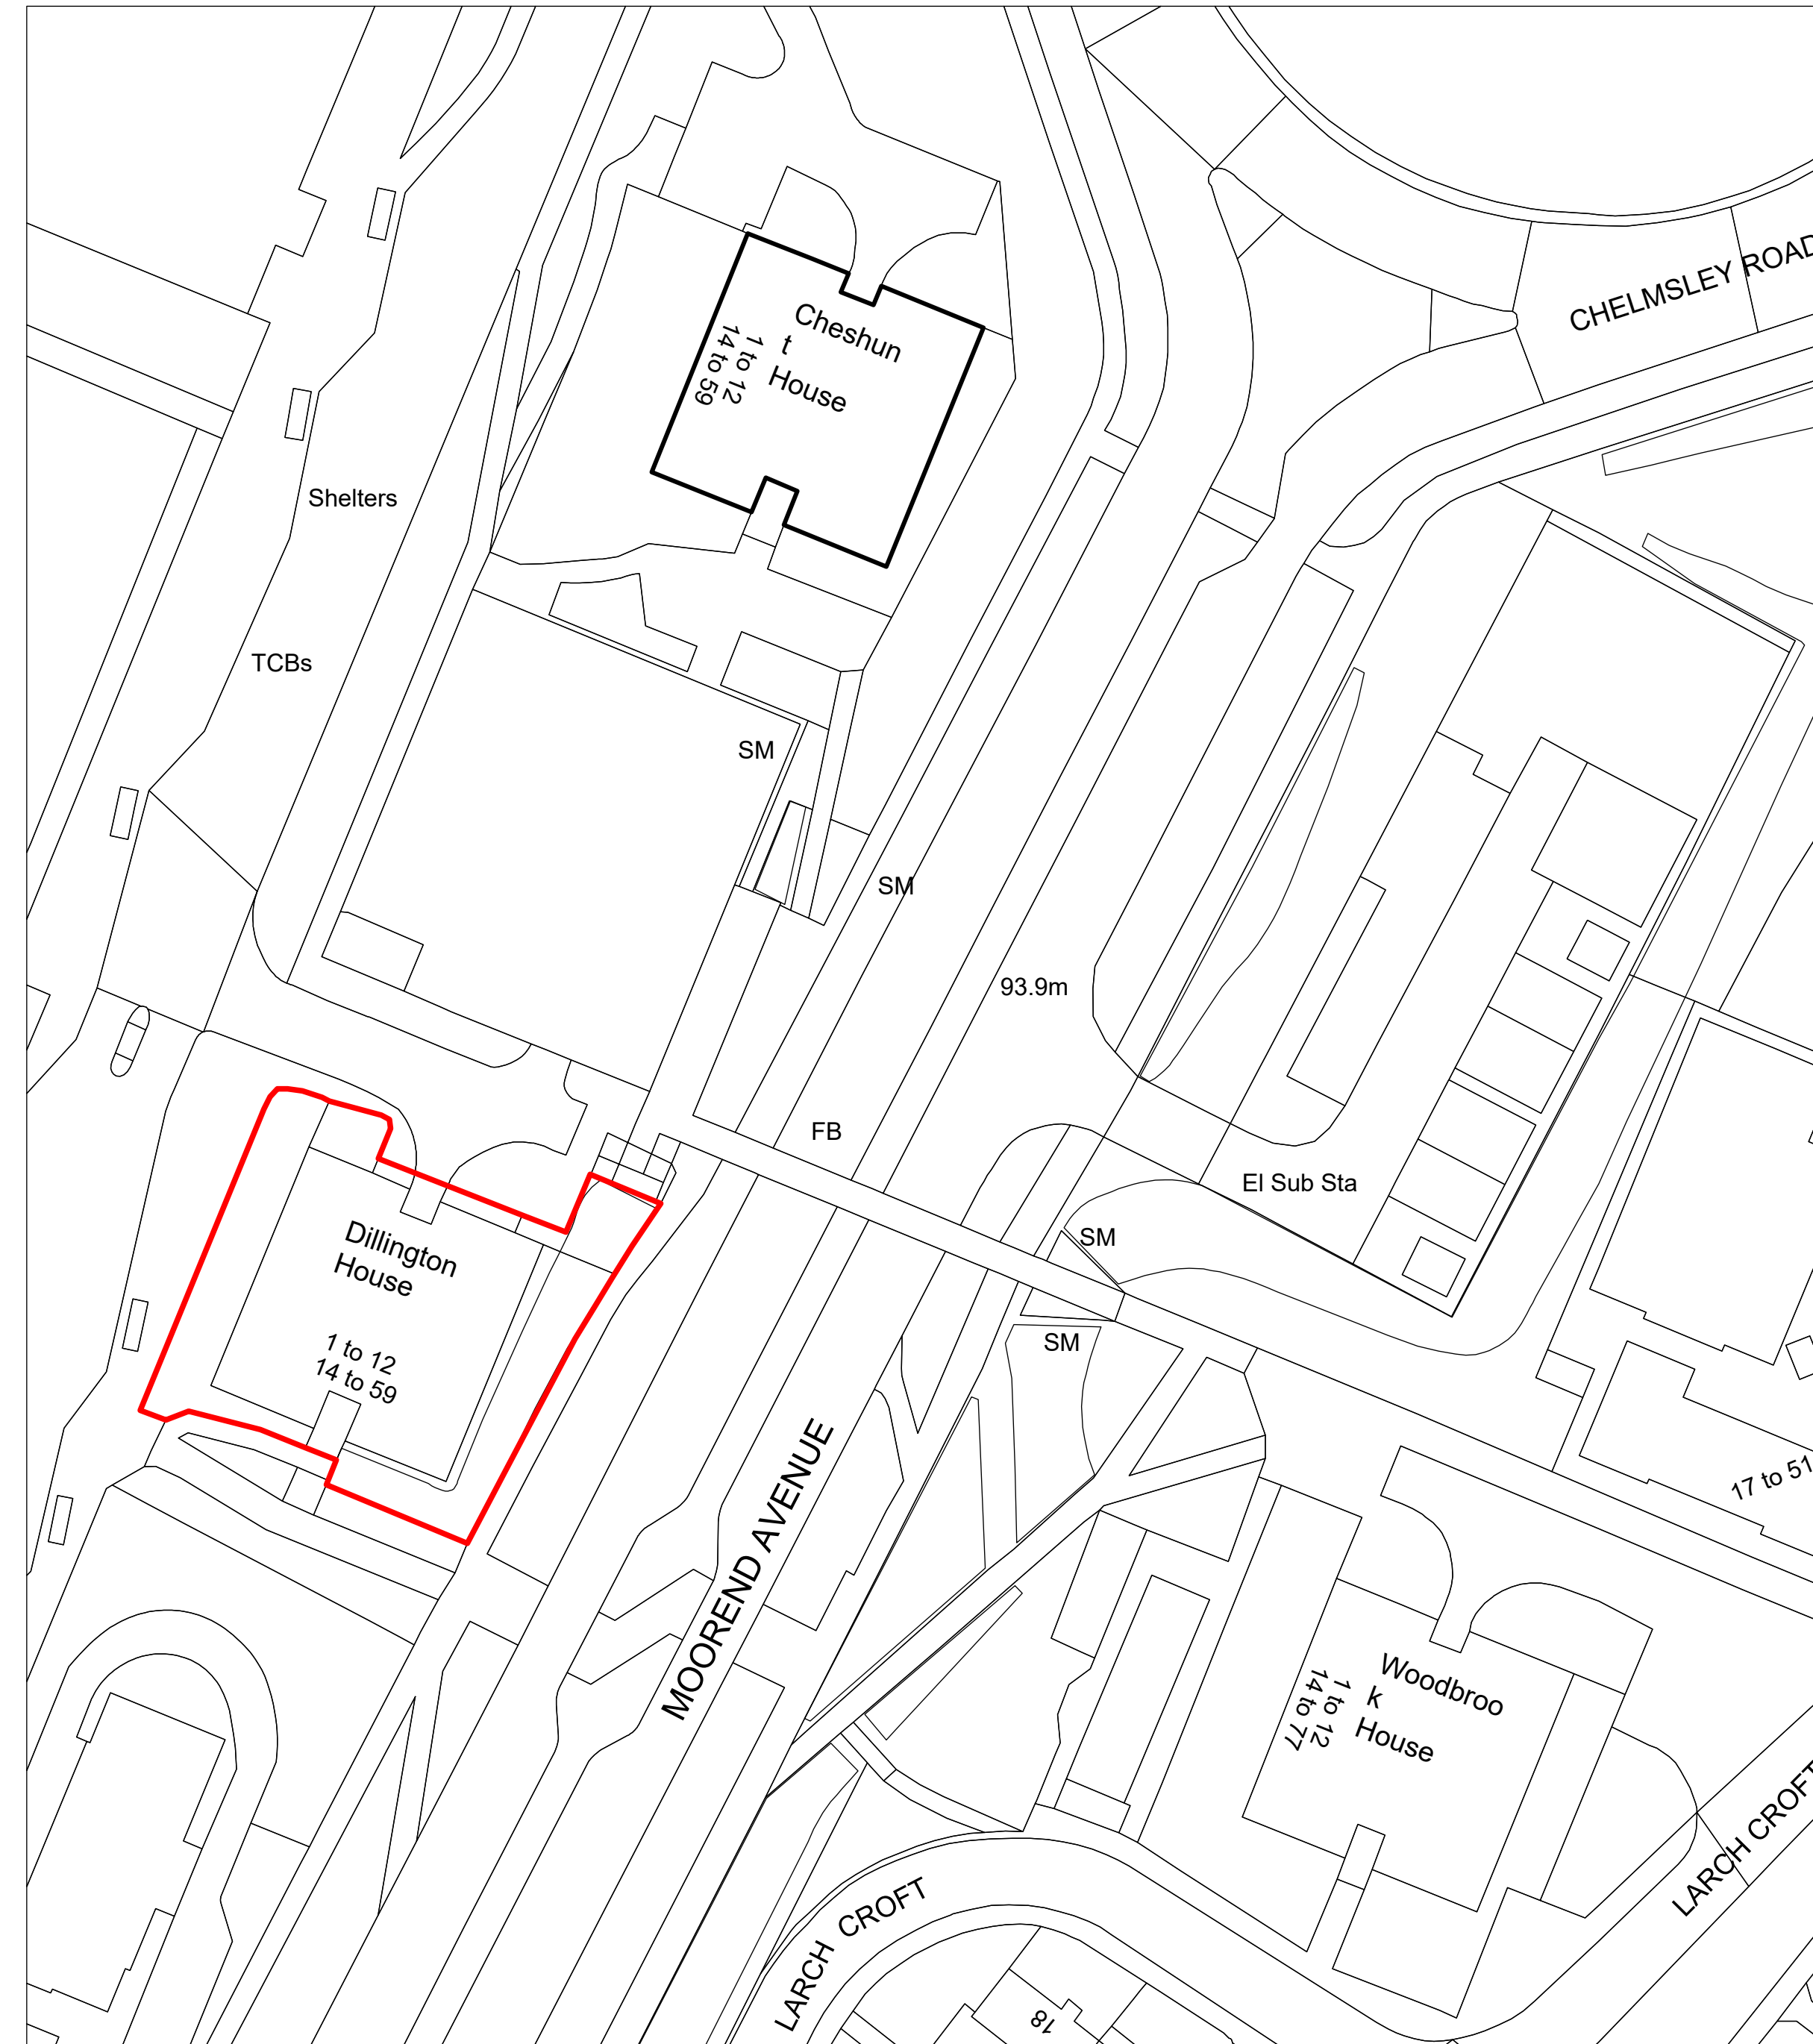 CHELMSLEY ROAD
Cheshun
t
House
1 to 12
14 to 59
Shelters
TCBs
SM
SM
93.9m
FB
El Sub Sta
SM
SM
Dillington
House
1 to 12
14 to 59
MOOREND AVENUE
17 to 51
Woodbroo
k
House
1 to 12
14 to 77
LARCH CROFT
LARCH CROFT
18